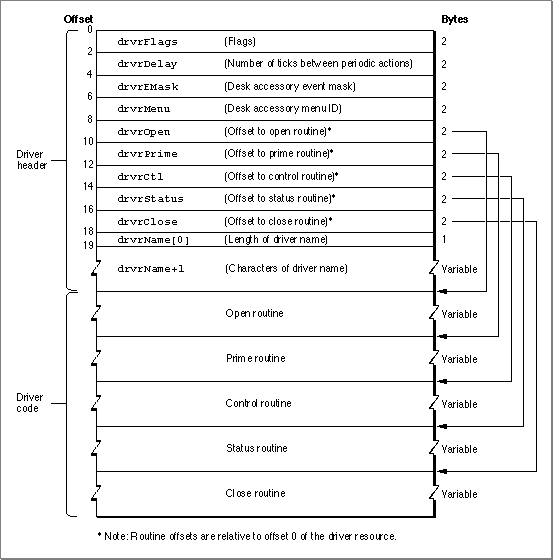 Offset Bytes
0
drvrFlags (Flags) 2
2
drvrDelay (Number of ticks between periodic actions) 2
4
drvrEMask (Desk accessory event mask) 2
6
drvrMenu (Desk accessory menu ID) 2
8
drvrOpen (Offset to open routine)* 2
10
drvrPrime (Offset to prime routine)* 2
12
drvrCtl (Offset to control routine)* 2
14
drvrStatus (Offset to status routine)* 2
16
drvrClose (Offset to close routine)* 2
18
drvrName[0] (Length of driver name) 1
19
drvrName+1 (Characters of driver name) Variable
Driver
header
Open routine Variable
Prime routine Variable
Control routine Variable
Status routine Variable
Close routine Variable
Driver
code
* Note: Routine offsets are relative to offset 0 of the driver resource.